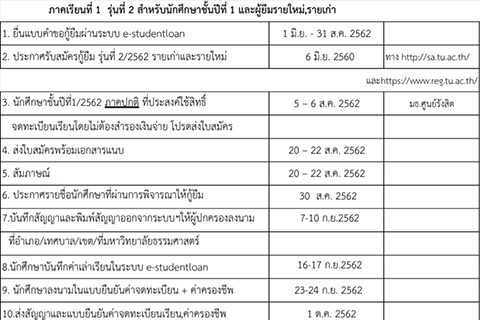 ภาคเรียนที่ 1 รุ่นที่ 2 สำหรับนักศึกษาชั้นปีที่ 1 และผู้ยืมรายใหม่,รายเก่า
1. ยื่นแบบคำขอกู้ยืมผ่านระบบ e-studentloan 1 มิ.ย. - 31 ส.ค. 2562
2. ประกาศรับสมัครกู้ยืม รุ่นที่ 2/2562 รายเก่าและรายใหม่ 6 มิ.ย. 2560 ทาง http://sa.tu.ac.th/
และhttps://www.reg.tu.ac.th/
3. นักศึกษาชั้นปีที่1/2562 ภาคปกติ ที่ประสงค์ใช้สิทธิ์ 5 – 6 ส.ค. 2562 มธ.ศูนย์รังสิต
จดทะเบียนเรียนโดยไม่ต้องสำรองเงินจ่าย โปรดส่งใบสมัคร
4. ส่งใบสมัครพร้อมเอกสารแนบ 20 – 22 ส.ค. 2562
5. สัมภาษณ์ 20 – 22 ส.ค. 2562
6. ประกาศรายชื่อนักศึกษาที่ผ่านการพิจารณาให้กู้ยืม 30 ส.ค. 2562
7.บันทึกสัญญาและพิมพ์สัญญาออกจากระบบฯให้ผู้ปกครองลงนาม 7-10 ก.ย.2562
ที่อำเภอ/เทศบาล/เขต/ที่มหาวิทยาลัยธรรมศาสตร์
8.นักศึกษาบันทึกค่าเล่าเรียนในระบบ e-studentloan 16-17 ก.ย.2562
9. นักศึกษาลงนามในแบบยืนยันค่าจดทะเบียน + ค่าครองชีพ 23-24 ก.ย. 2562
10.ส่งสัญญาและแบบยืนยันค่าจดทะเบียนเรียน,ค่าครองชีพ 1 ต.ค. 2562